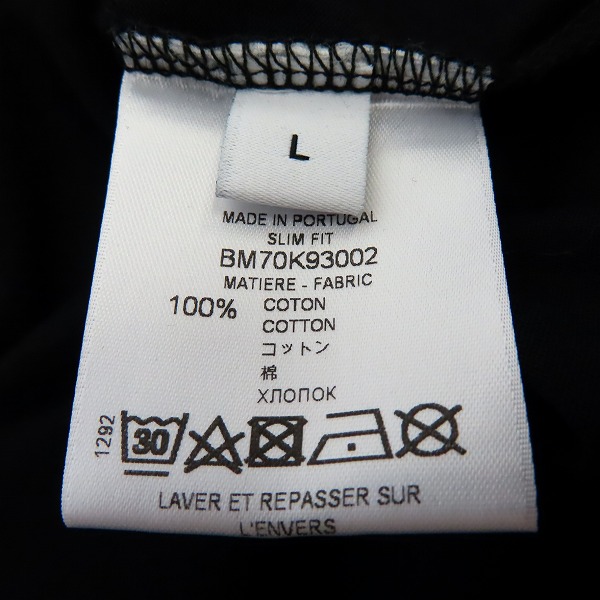 L
MADE IN PORTUGAL
SLIM FIT
BM70K93002
MATIERE - FABRIC
100% COTON
COTTON
コットン
棉
ХЛОПОК
1292
30
LAVER ET REPASSER SUR
L'ENVERS